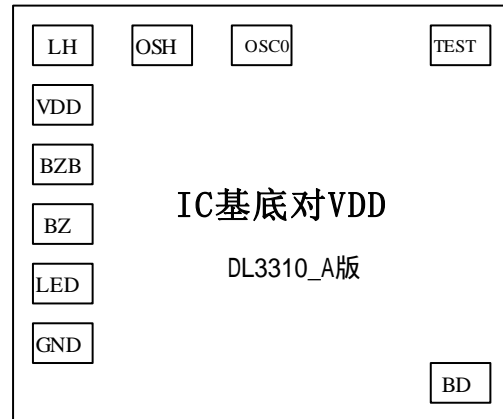 LH
OSH
OSC0
TEST
VDD
BZB
BZ
IC基底对VDD
LED
DL3310_A版
GND
BD